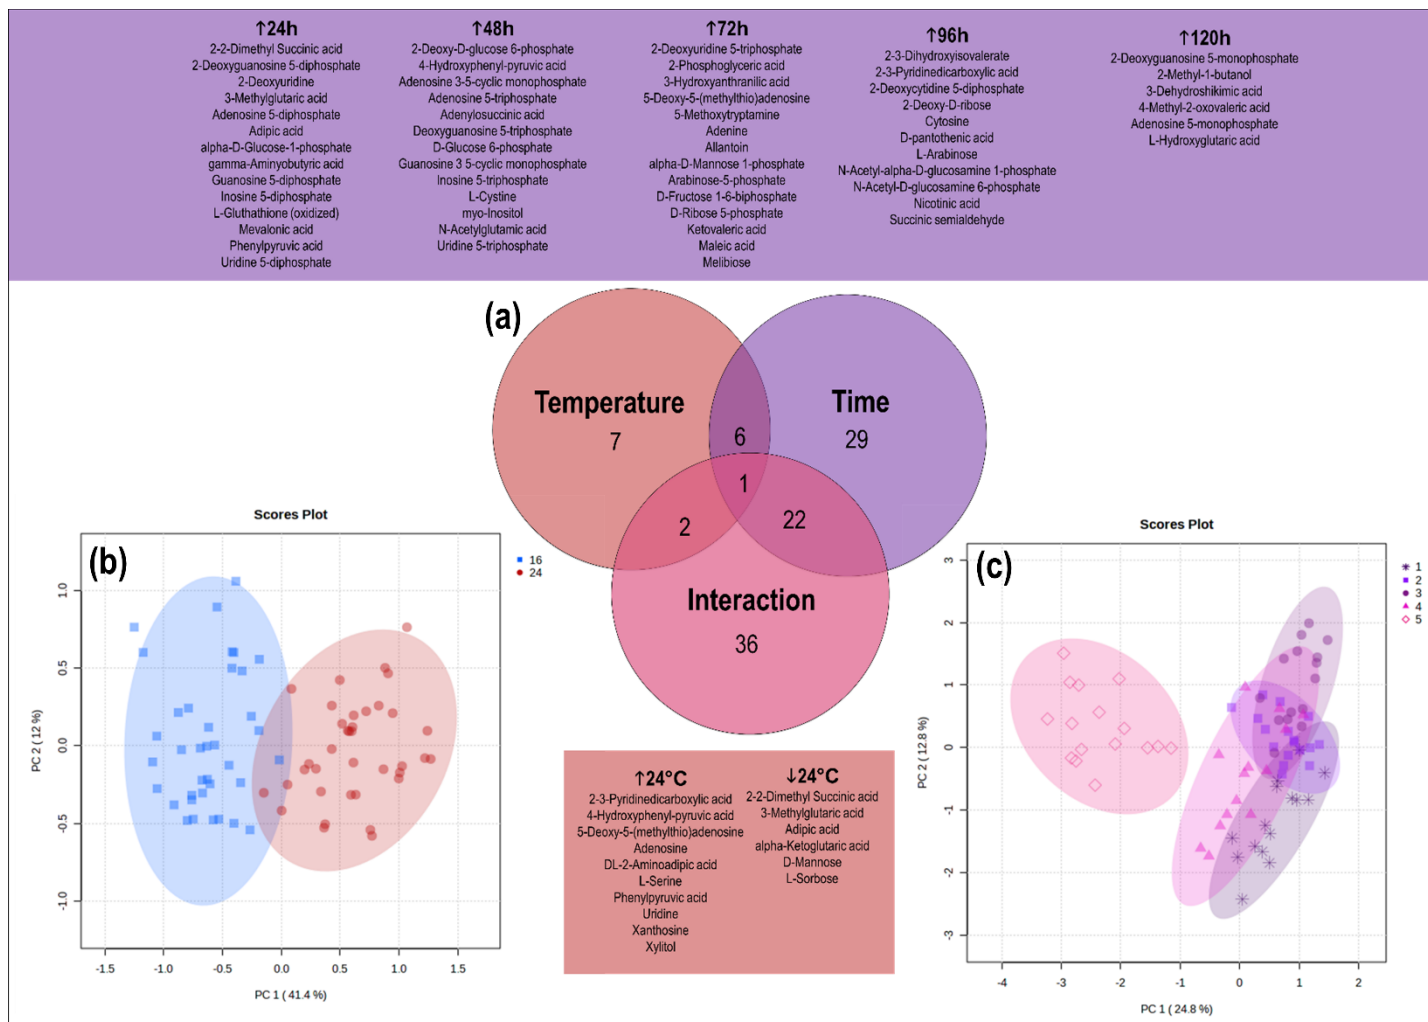 ↑24h
2-2-Dimethyl Succinic acid
2-Deoxyguanosine 5-diphosphate
2-Deoxyuridine
3-Methylglutaric acid
Adenosine 5-diphosphate
Adipic acid
alpha-D-Glucose-1-phosphate
gamma-Aminyobutyric acid
Guanosine 5-diphosphate
Inosine 5-diphosphate
L-Gluthathione (oxidized)
Mevalonic acid
Phenylpyruvic acid
Uridine 5-diphosphate
↑48h
2-Deoxy-D-glucose 6-phosphate
4-Hydroxyphenyl-pyruvic acid
Adenosine 3-5-cyclic monophosphate
Adenosine 5-triphosphate
Adenylosuccinic acid
Deoxyguanosine 5-triphosphate
D-Glucose 6-phosphate
Guanosine 3 5-cyclic monophosphate
Inosine 5-triphosphate
L-Cystine
myo-Inositol
N-Acetylglutamic acid
Uridine 5-triphosphate
↑72h
2-Deoxyuridine 5-triphosphate
2-Phosphoglyceric acid
3-Hydroxyanthranilic acid
5-Deoxy-5-(methylthio)adenosine
5-Methoxytryptamine
Adenine
Allantoin
alpha-D-Mannose 1-phosphate
Arabinose-5-phosphate
D-Fructose 1-6-biphosphate
D-Ribose 5-phosphate
Ketovaleric acid
Maleic acid
Melibiose
↑96h
2-3-Dihydroxyisovalerate
2-3-Pyridinedicarboxylic acid
2-Deoxycytidine 5-diphosphate
2-Deoxy-D-ribose
Cytosine
D-pantothenic acid
L-Arabinose
N-Acetyl-alpha-D-glucosamine 1-phosphate
N-Acetyl-D-glucosamine 6-phosphate
Nicotinic acid
Succinic semialdehyde
↑120h
2-Deoxyguanosine 5-monophosphate
2-Methyl-1-butanol
3-Dehydroshikimic acid
4-Methyl-2-oxovaleric acid
Adenosine 5-monophosphate
L-Hydroxyglutaric acid
(a)
Temperature
7
Time
29
6
1
2
22
Interaction
36
Scores Plot
(b)
16
24
PC 2 ( 12 %)
1.0
0.5
0.0
-0.5
-1.0
-1.5
-1.0
-0.5
0.0
0.5
1.0
1.5
PC 1 ( 41.4 %)
↑24°C
2-3-Pyridinedicarboxylic acid
4-Hydroxyphenyl-pyruvic acid
5-Deoxy-5-(methylthio)adenosine
Adenosine
DL-2-Aminoadipic acid
L-Serine
Phenylpyruvic acid
Uridine
Xanthosine
Xylitol
↓24°C
2-2-Dimethyl Succinic acid
3-Methylglutaric acid
Adipic acid
alpha-Ketoglutaric acid
D-Mannose
L-Sorbose
Scores Plot
(c)
1
2
3
4
5
PC 2 ( 12.8 %)
3
2
1
0
-1
-2
-3
-4
-3
-2
-1
0
1
2
PC 1 ( 24.8 %)